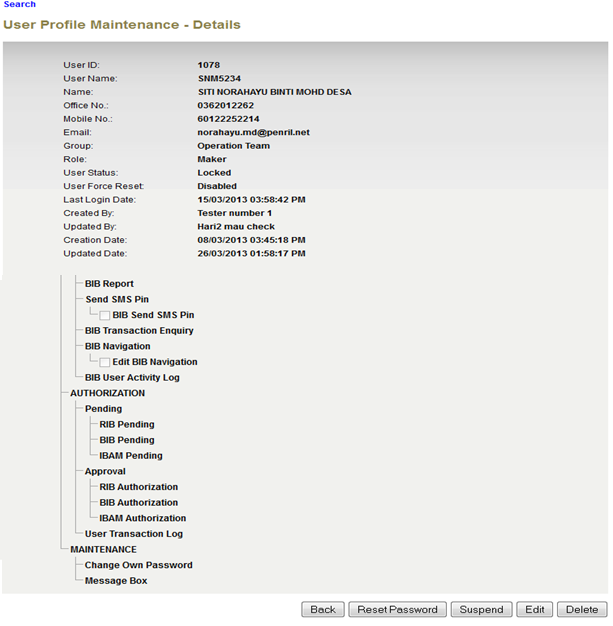 Search
User Profile Maintenance - Details
User ID: 1078
User Name: SNM5234
Name: SITI NORAHAYU BINTI MOHD DESA
Office No.: 0362012262
Mobile No.: 60122252214
Email: norahayu.md@penril.net
Group: Operation Team
Role: Maker
User Status: Locked
User Force Reset: Disabled
Last Login Date: 15/03/2013 03:58:42 PM
Created By: Tester number 1
Updated By: Hari2 mau check
Creation Date: 08/03/2013 03:45:18 PM
Updated Date: 26/03/2013 01:58:17 PM
BIB Report
Send SMS Pin
BIB Send SMS Pin
BIB Transaction Enquiry
BIB Navigation
Edit BIB Navigation
BIB User Activity Log
AUTHORIZATION
Pending
RIB Pending
BIB Pending
IBAM Pending
Approval
RIB Authorization
BIB Authorization
IBAM Authorization
User Transaction Log
MAINTENANCE
Change Own Password
Message Box
Back Reset Password Suspend Edit Delete